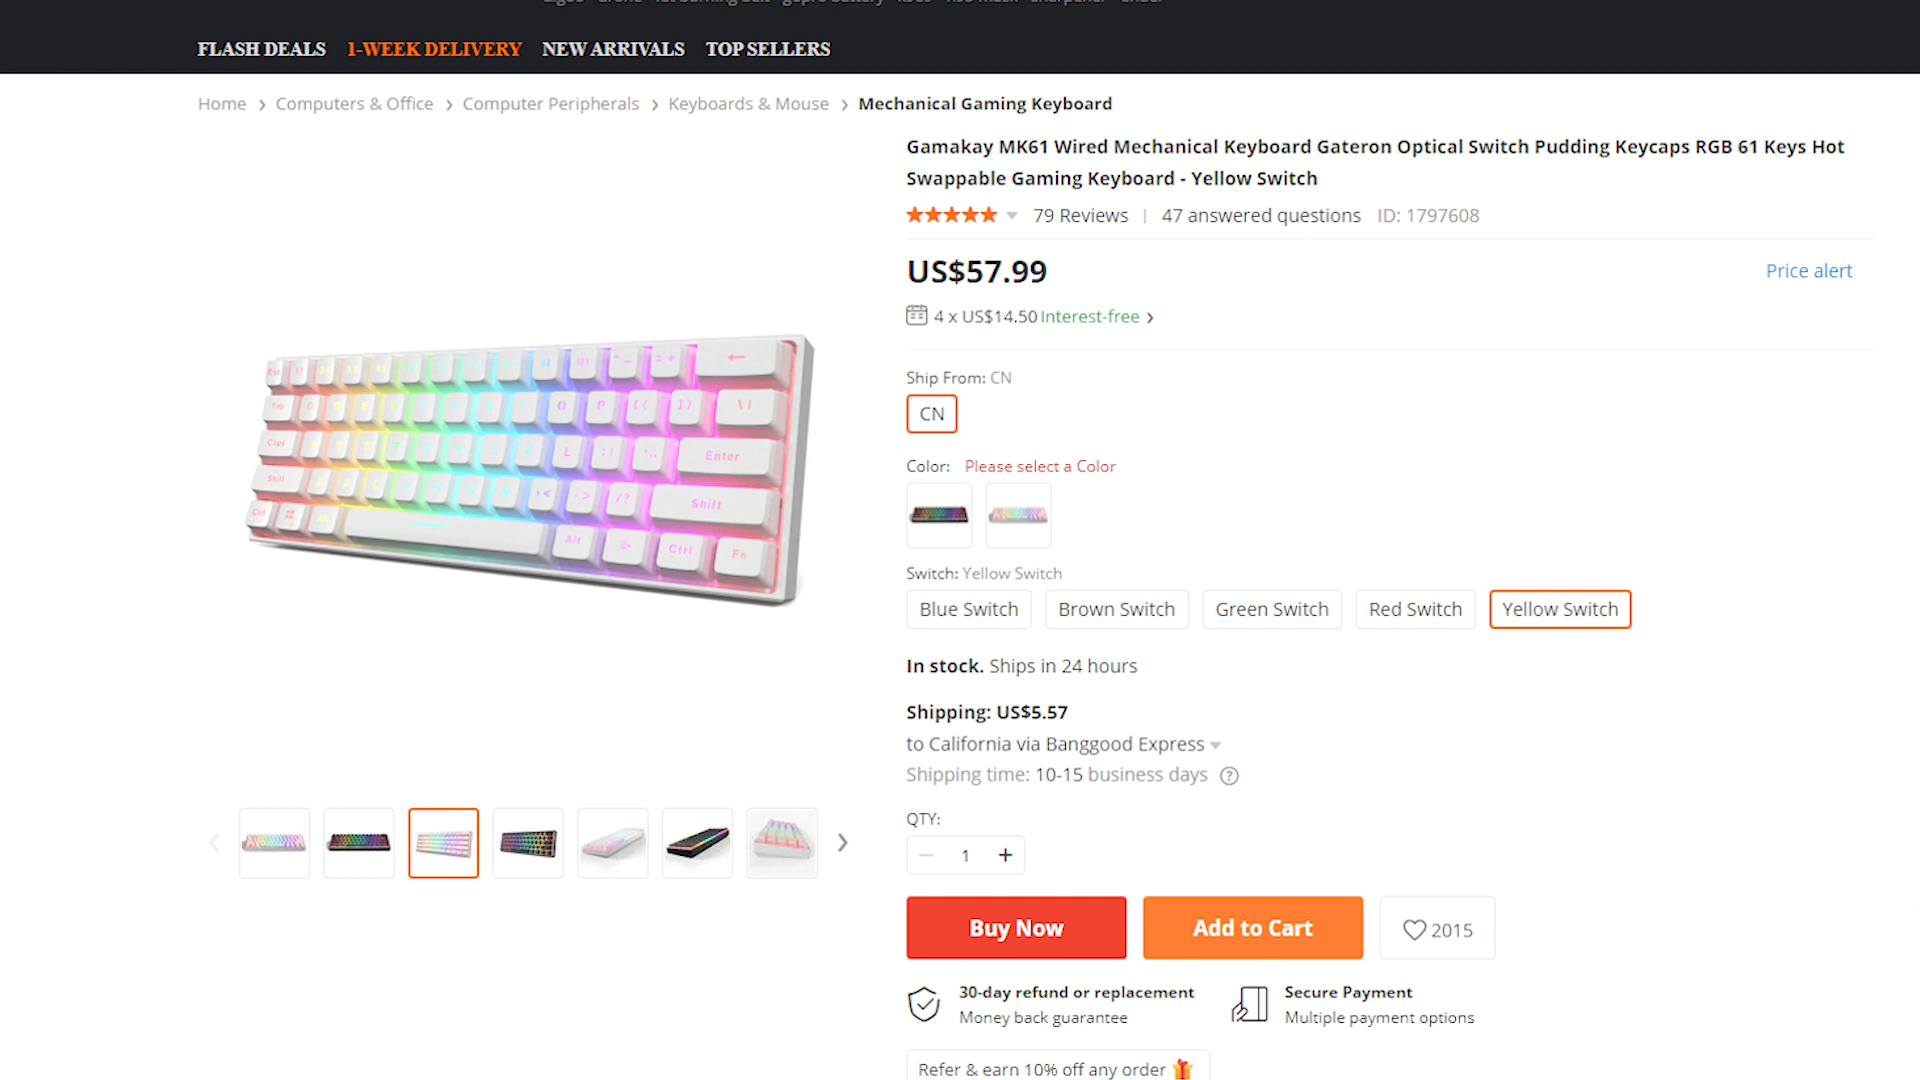 FLASH DEALS 1-WEEK DELIVERY NEW ARRIVALS TOP SELLERS
Home > Computers & Office > Computer Peripherals > Keyboards & Mouse > Mechanical Gaming Keyboard
Gamakay MK61 Wired Mechanical Keyboard Gateron Optical Switch Pudding Keycaps RGB 61 Keys Hot
Swappable Gaming Keyboard - Yellow Switch
79 Reviews | 47 answered questions ID: 1797608
US$57.99
Price alert
4 x US$14.50 Interest-free >
Ship From: CN
CN
Color: Please select a Color
Switch: Yellow Switch
Blue Switch Brown Switch Green Switch Red Switch Yellow Switch
In stock. Ships in 24 hours
Shipping: US$5.57
to California via Banggood Express
Shipping time: 10-15 business days ?
QTY:
− 1 +
Buy Now Add to Cart 2015
30-day refund or replacement
Money back guarantee
Secure Payment
Multiple payment options
Refer & earn 10% off any order
Tab O P [{ ]} \|
Caps L Enter
Shift Shift
Ctrl Alt Alt Ctrl Fn